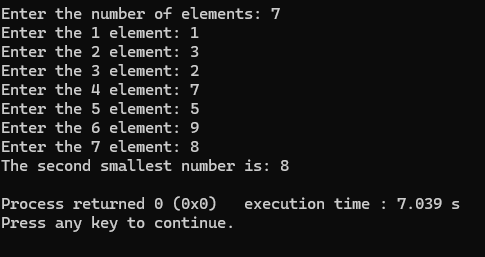 Enter the number of elements: 7
Enter the 1 element: 1
Enter the 2 element: 3
Enter the 3 element: 2
Enter the 4 element: 7
Enter the 5 element: 5
Enter the 6 element: 9
Enter the 7 element: 8
The second smallest number is: 8
Process returned 0 (0x0)   execution time : 7.039 s
Press any key to continue.